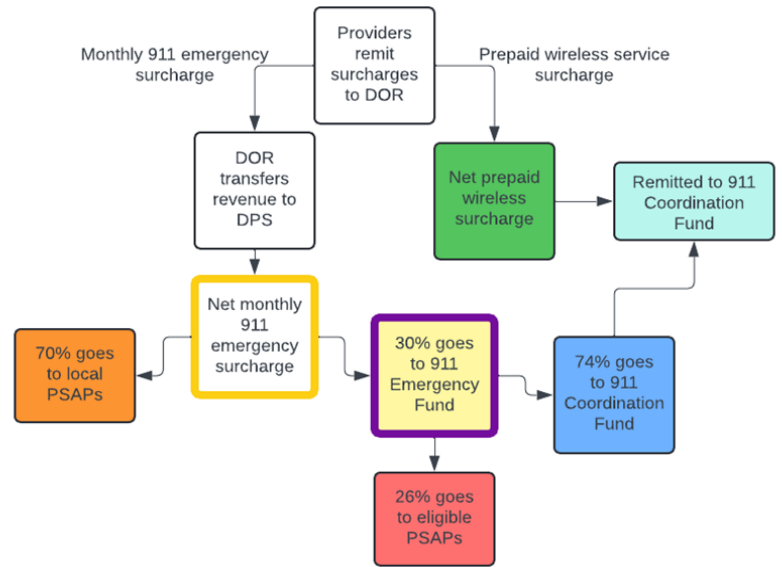 Providers
remit
surcharges
to DOR
Monthly 911 emergency
surcharge
Prepaid wireless service
surcharge
DOR
transfers
revenue to
DPS
Net prepaid
wireless
surcharge
Remitted to 911
Coordination
Fund
Net monthly
911
emergency
surcharge
70% goes
to local
PSAPs
30% goes
to 911
Emergency
Fund
74% goes
to 911
Coordination
Fund
26% goes
to eligible
PSAPs